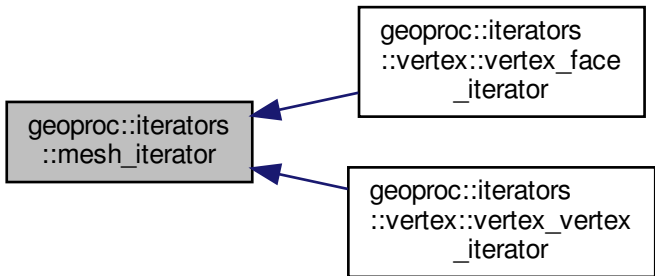 geoproc::iterators
::mesh_iterator
geoproc::iterators
::vertex::vertex_face
_iterator
geoproc::iterators
::vertex::vertex_vertex
_iterator